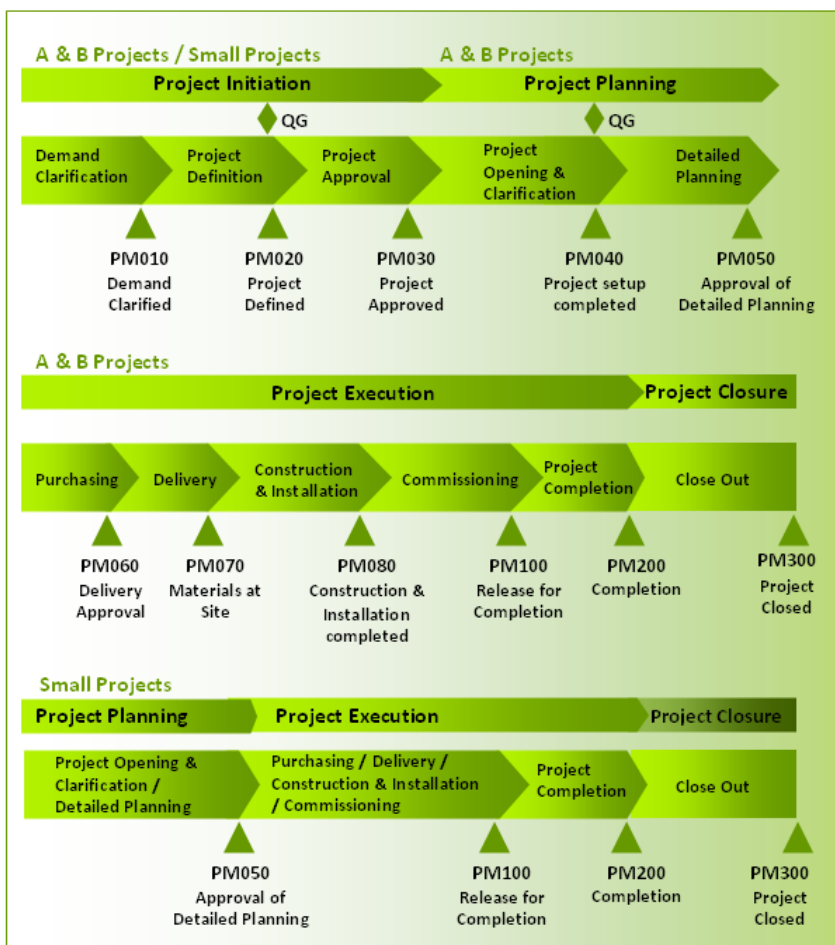 A & B Projects / Small Projects
A & B Projects
Project Initiation
Project Planning
QG
QG
Demand
Clarification
Project
Definition
Project
Approval
Project
Opening &
Clarification
Detailed
Planning
PM010
Demand
Clarified
PM020
Project
Defined
PM030
Project
Approved
PM040
Project setup
completed
PM050
Approval of
Detailed Planning
A & B Projects
Project Execution
Project Closure
Purchasing
Delivery
Construction
& Installation
Commissioning
Project
Completion
Close Out
PM060
Delivery
Approval
PM070
Materials at
Site
PM080
Construction &
Installation
completed
PM100
Release for
Completion
PM200
Completion
PM300
Project
Closed
Small Projects
Project Planning
Project Execution
Project Closure
Project Opening &
Clarification /
Detailed Planning
Purchasing / Delivery /
Construction & Installation
/ Commissioning
Project
Completion
Close Out
PM050
Approval of
Detailed Planning
PM100
Release for
Completion
PM200
Completion
PM300
Project
Closed